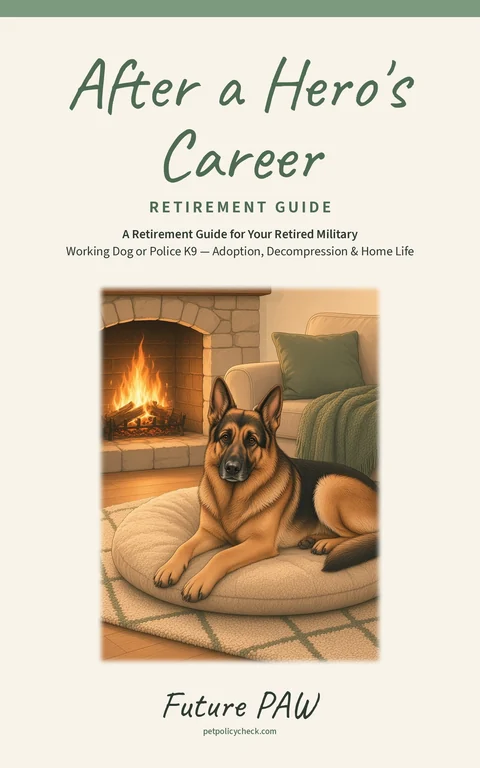 After a Hero's
Career
RETIREMENT GUIDE
A Retirement Guide for Your Retired Military
Working Dog or Police K9 — Adoption, Decompression & Home Life
Future PAW
petpolicycheck.com